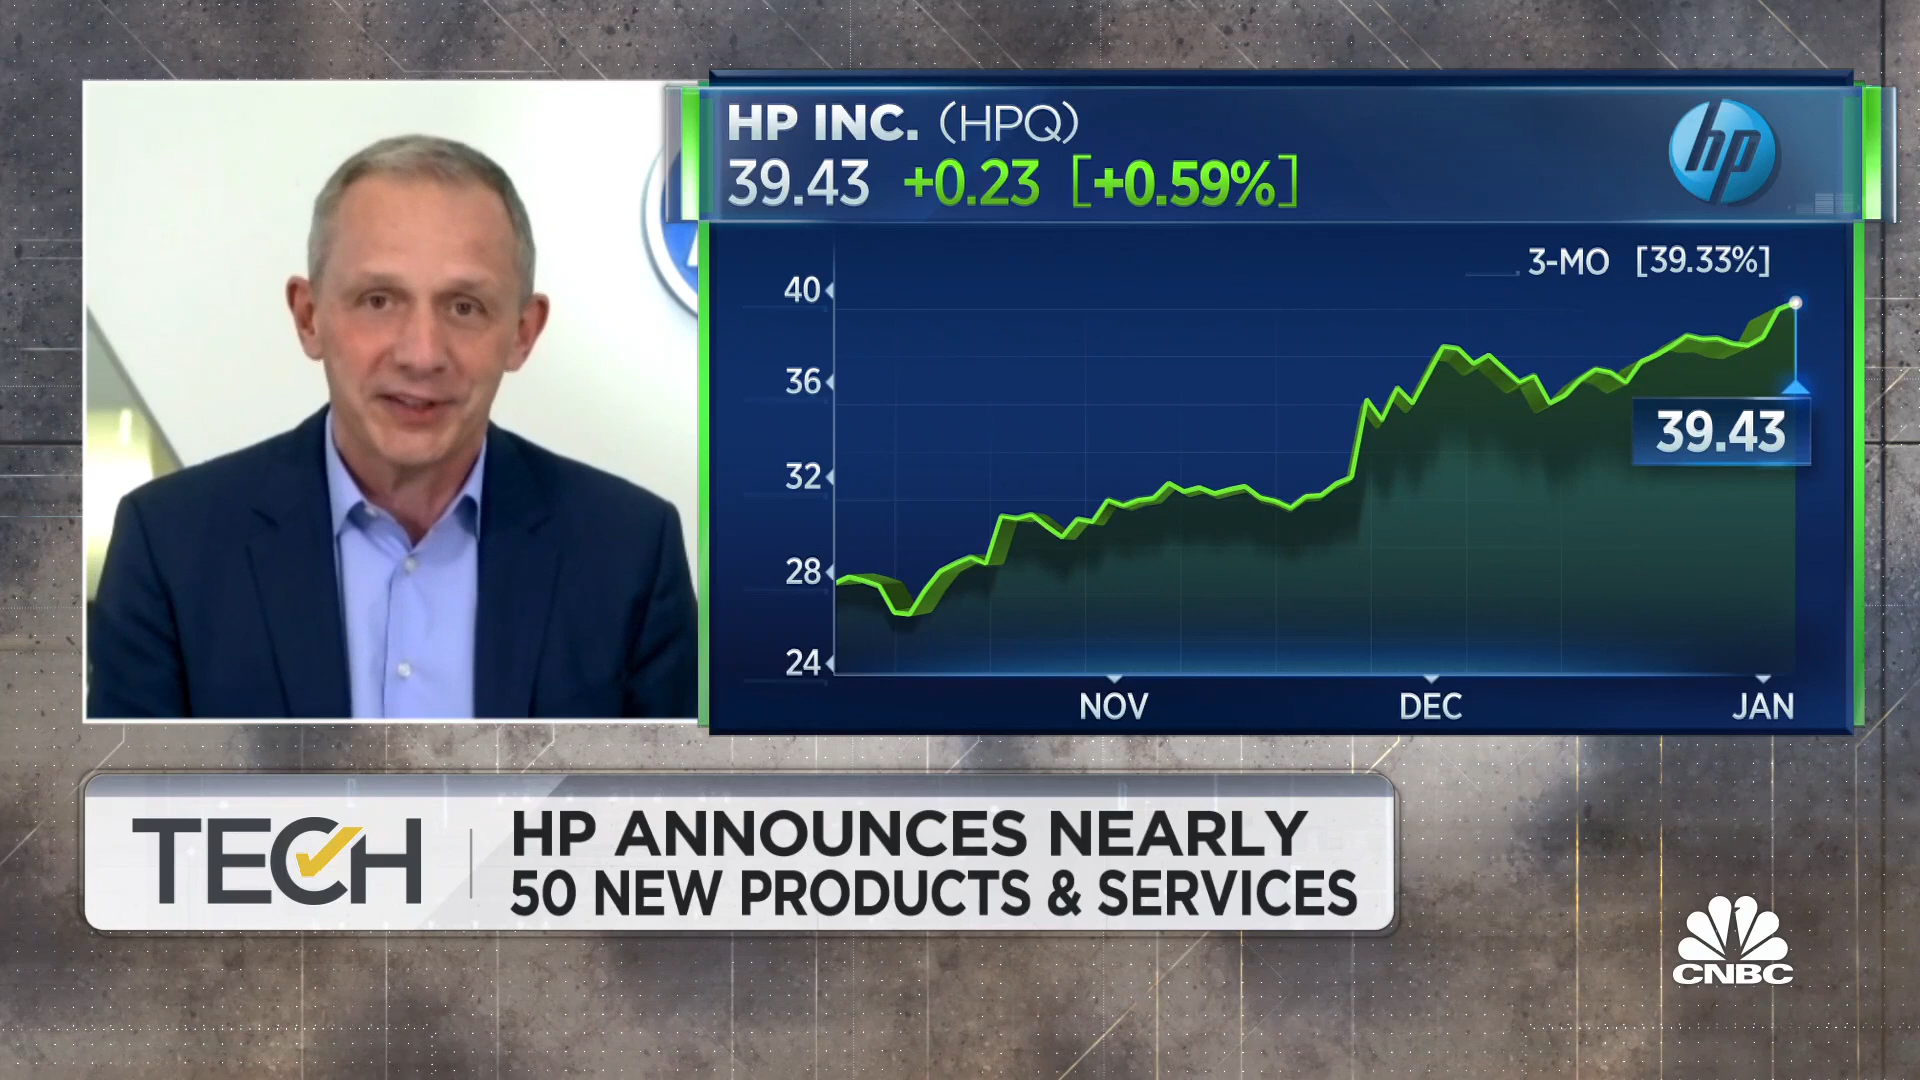 HP INC. (HPQ)
39.43 +0.23 [+0.59%]
hp
3-MO [39.33%]
40
36
32
28
24
39.43
NOV DEC JAN
TECH
HP ANNOUNCES NEARLY
50 NEW PRODUCTS & SERVICES
CNBC